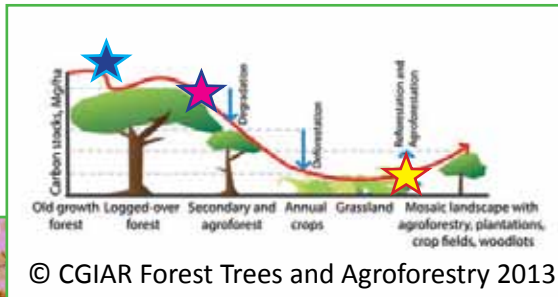 Carbon stocks, Mg/ha
Degradation
Deforestation
Reforestation and
Agroforestation
Old growth
forest
Logged-over
forest
Secondary and
agroforest
Annual
crops
Grassland
Mosaic landscape with
agroforestry, plantations,
crop fields, woodlots
© CGIAR Forest Trees and Agroforestry 2013